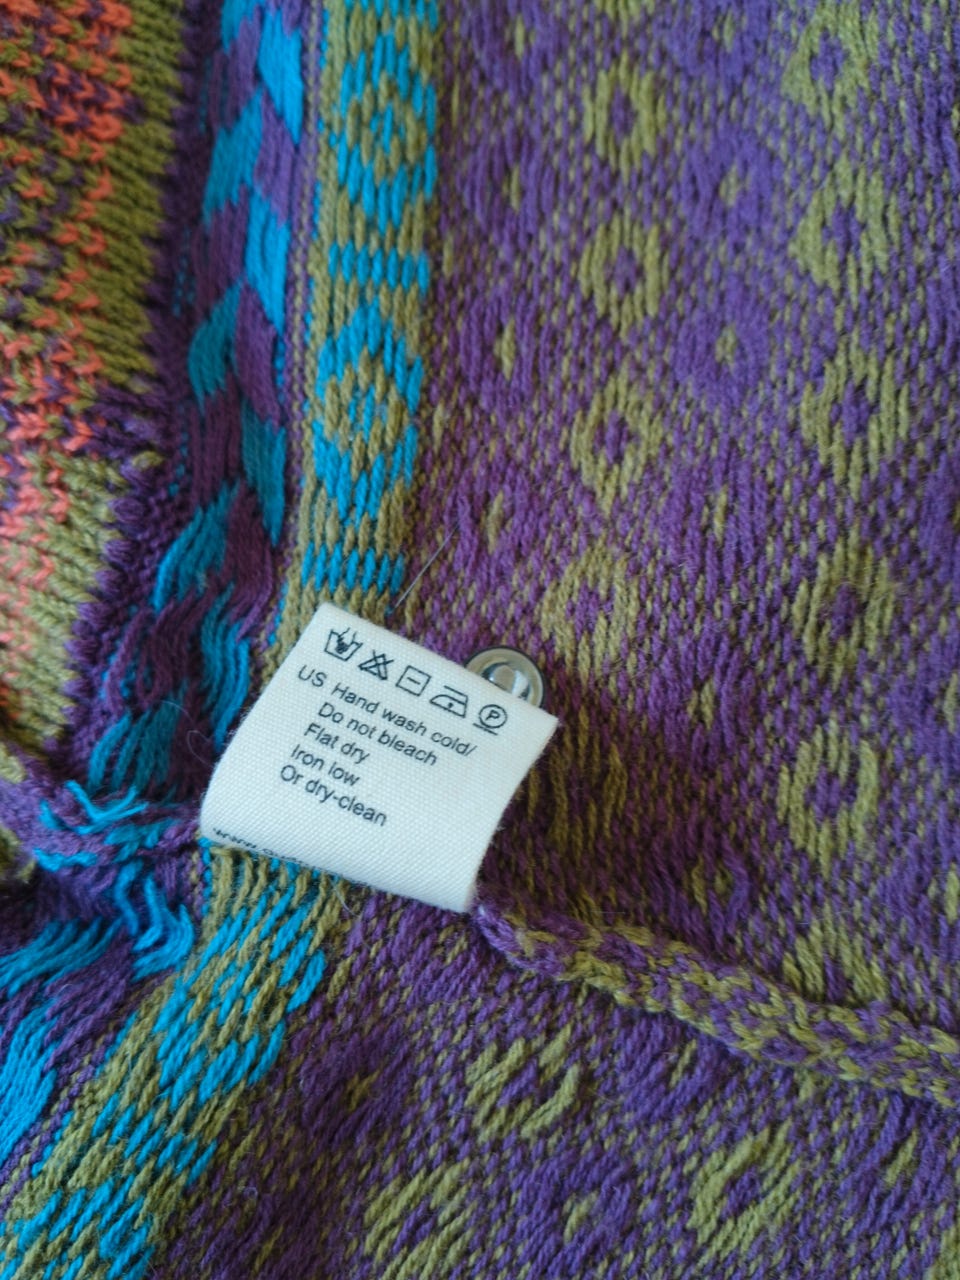 US Hand wash cold/
Do not bleach
Flat dry
Iron low
Or dry-clean